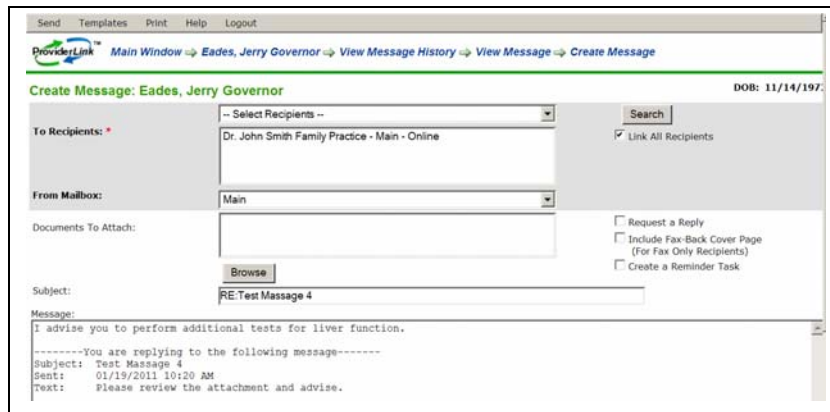 Send Templates Print Help Logout
ProviderLink™ Main Window ⇨ Eades, Jerry Governor ⇨ View Message History ⇨ View Message ⇨ Create Message
Create Message: Eades, Jerry Governor DOB: 11/14/197
To Recipients: * -- Select Recipients -- Search
Dr. John Smith Family Practice - Main - Online Link All Recipients
From Mailbox: Main
Documents To Attach: Request a Reply
Include Fax-Back Cover Page
(For Fax Only Recipients)
Browse Create a Reminder Task
Subject: RE:Test Massage 4
Message:
I advise you to perform additional tests for liver function.
--------You are replying to the following message-------
Subject: Test Massage 4
Sent: 01/19/2011 10:20 AM
Text: Please review the attachment and advise.